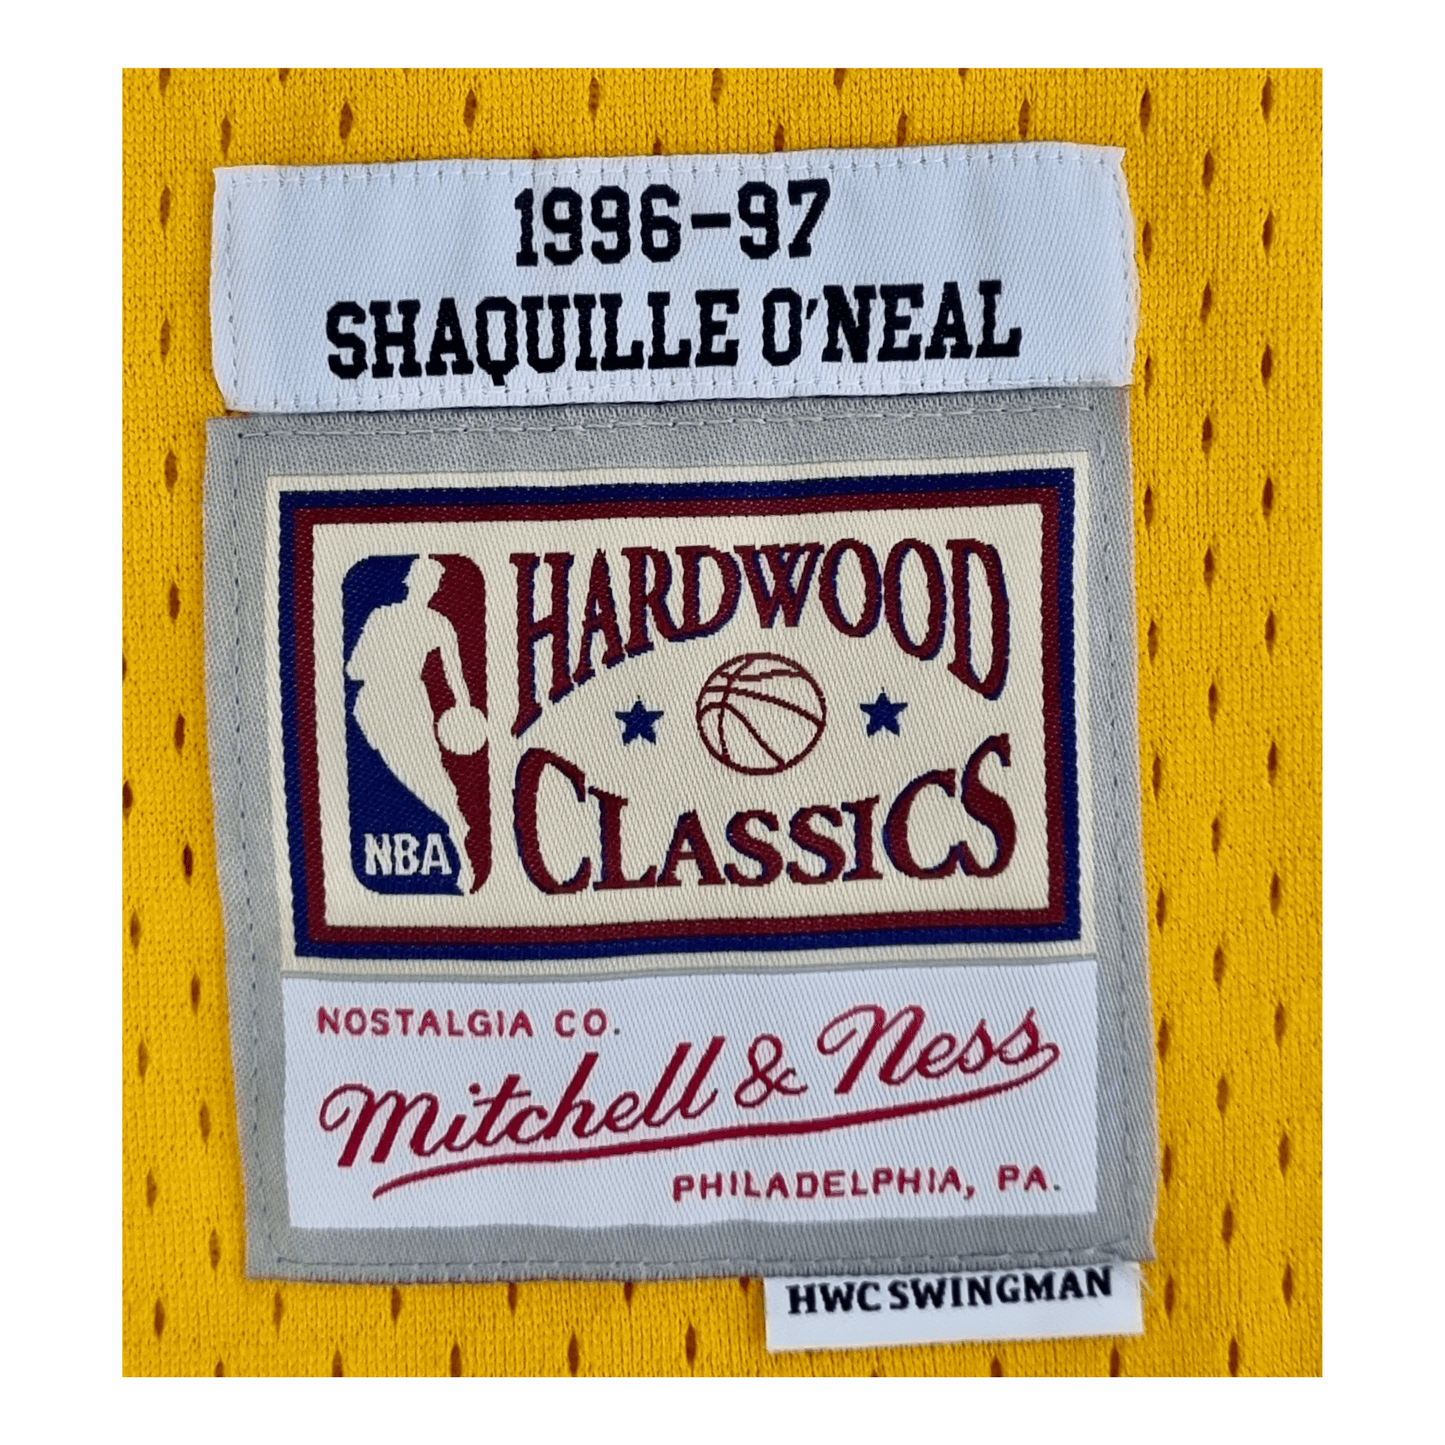 1996-97
SHAQUILLE O'NEAL
HARDWOOD
CLASSICS
NBA
NOSTALGIA CO.
Mitchell & Ness
PHILADELPHIA, PA.
HWC SWINGMAN